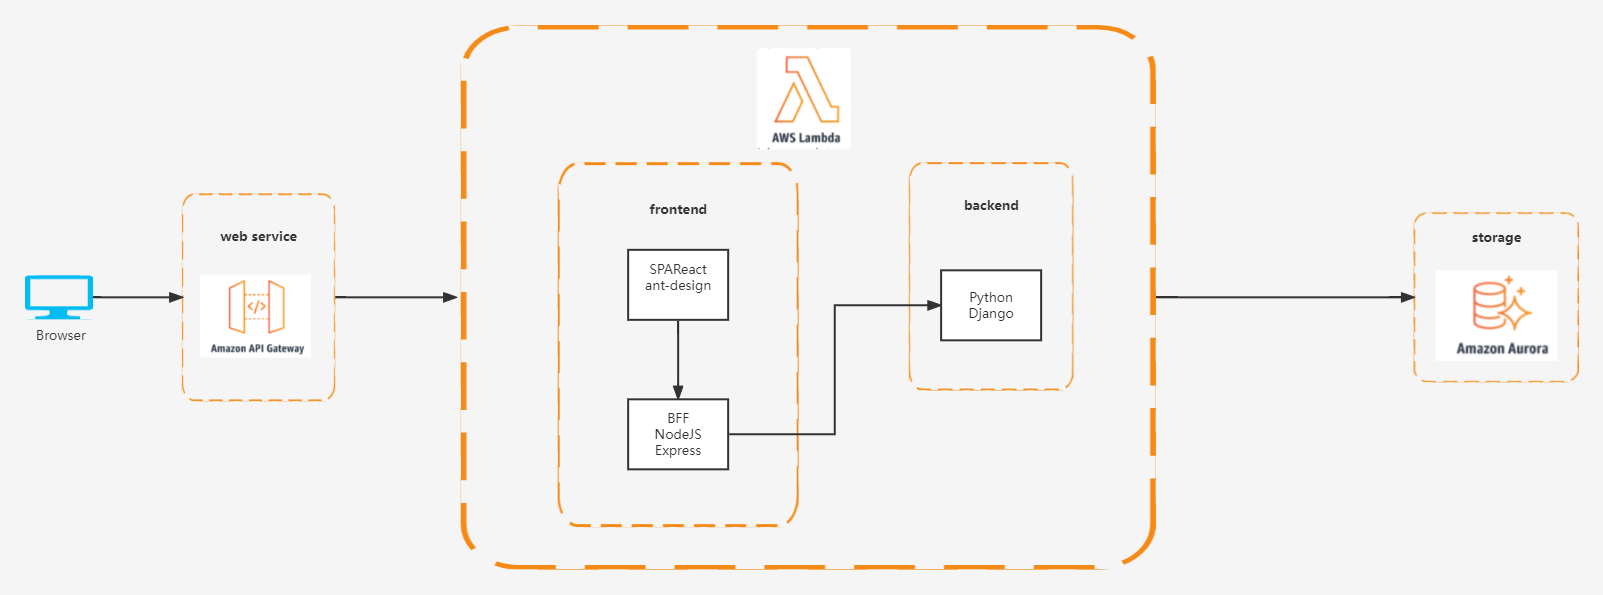 Browser
web service
</>
Amazon API Gateway
AWS Lambda
frontend
SPAReact
ant-design
BFF
NodeJS
Express
backend
Python
Django
storage
Amazon Aurora